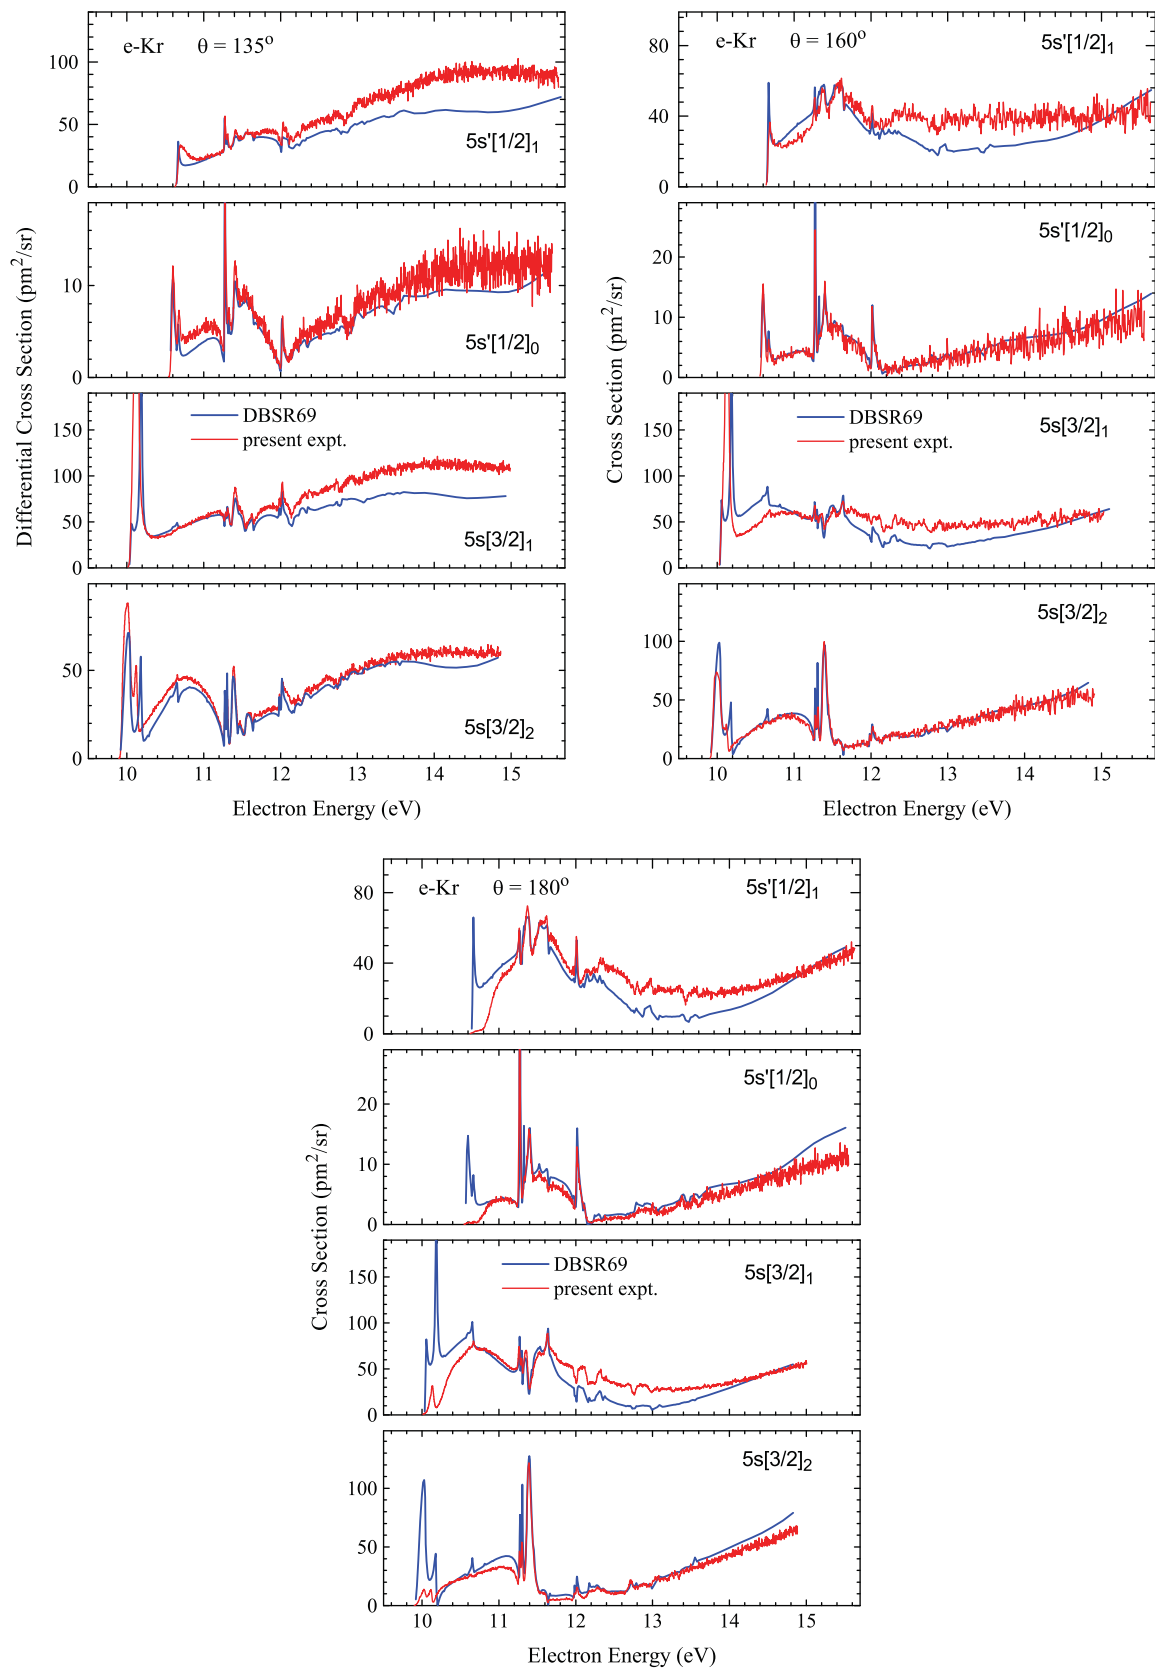 e-Kr θ = 135°
100
50
0
5s'[1/2]₁
10
0
5s'[1/2]₀
150
100
50
0
DBSR69
present expt.
5s[3/2]₁
50
0
5s[3/2]₂
10 11 12 13 14 15
Electron Energy (eV)
Differential Cross Section (pm²/sr)
e-Kr θ = 160°
5s'[1/2]₁
80
40
0
5s'[1/2]₀
20
10
0
150
100
50
0
DBSR69
present expt.
5s[3/2]₁
5s[3/2]₂
100
50
0
10 11 12 13 14 15
Electron Energy (eV)
Cross Section (pm²/sr)
e-Kr θ = 180°
5s'[1/2]₁
80
40
0
5s'[1/2]₀
20
10
0
150
100
50
0
DBSR69
present expt.
5s[3/2]₁
5s[3/2]₂
100
50
0
10 11 12 13 14 15
Electron Energy (eV)
Cross Section (pm²/sr)